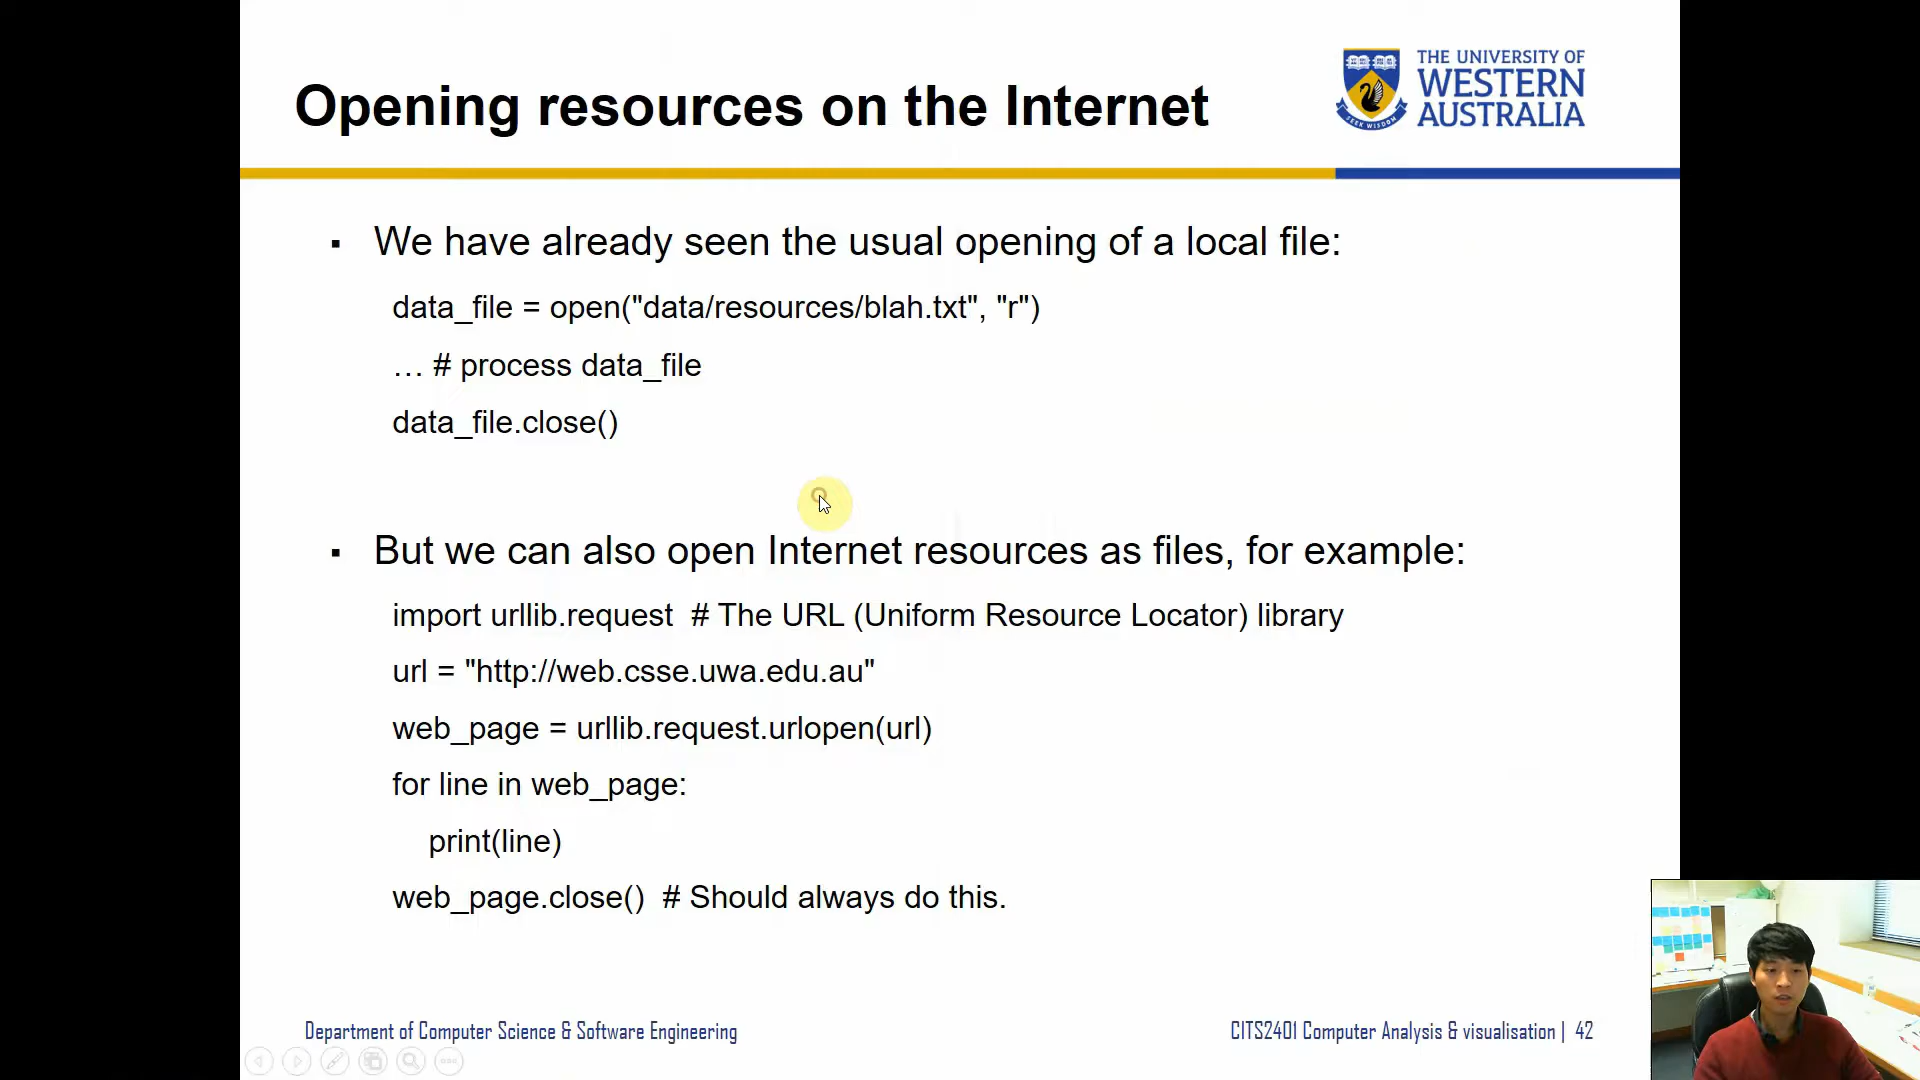 Opening resources on the Internet
THE UNIVERSITY OF
WESTERN
AUSTRALIA
SEEK WISDOM
▪ We have already seen the usual opening of a local file:
data_file = open("data/resources/blah.txt", "r")
… # process data_file
data_file.close()
▪ But we can also open Internet resources as files, for example:
import urllib.request  # The URL (Uniform Resource Locator) library
url = "http://web.csse.uwa.edu.au"
web_page = urllib.request.urlopen(url)
for line in web_page:
print(line)
web_page.close()  # Should always do this.
Department of Computer Science & Software Engineering
CITS2401 Computer Analysis & visualisation | 42